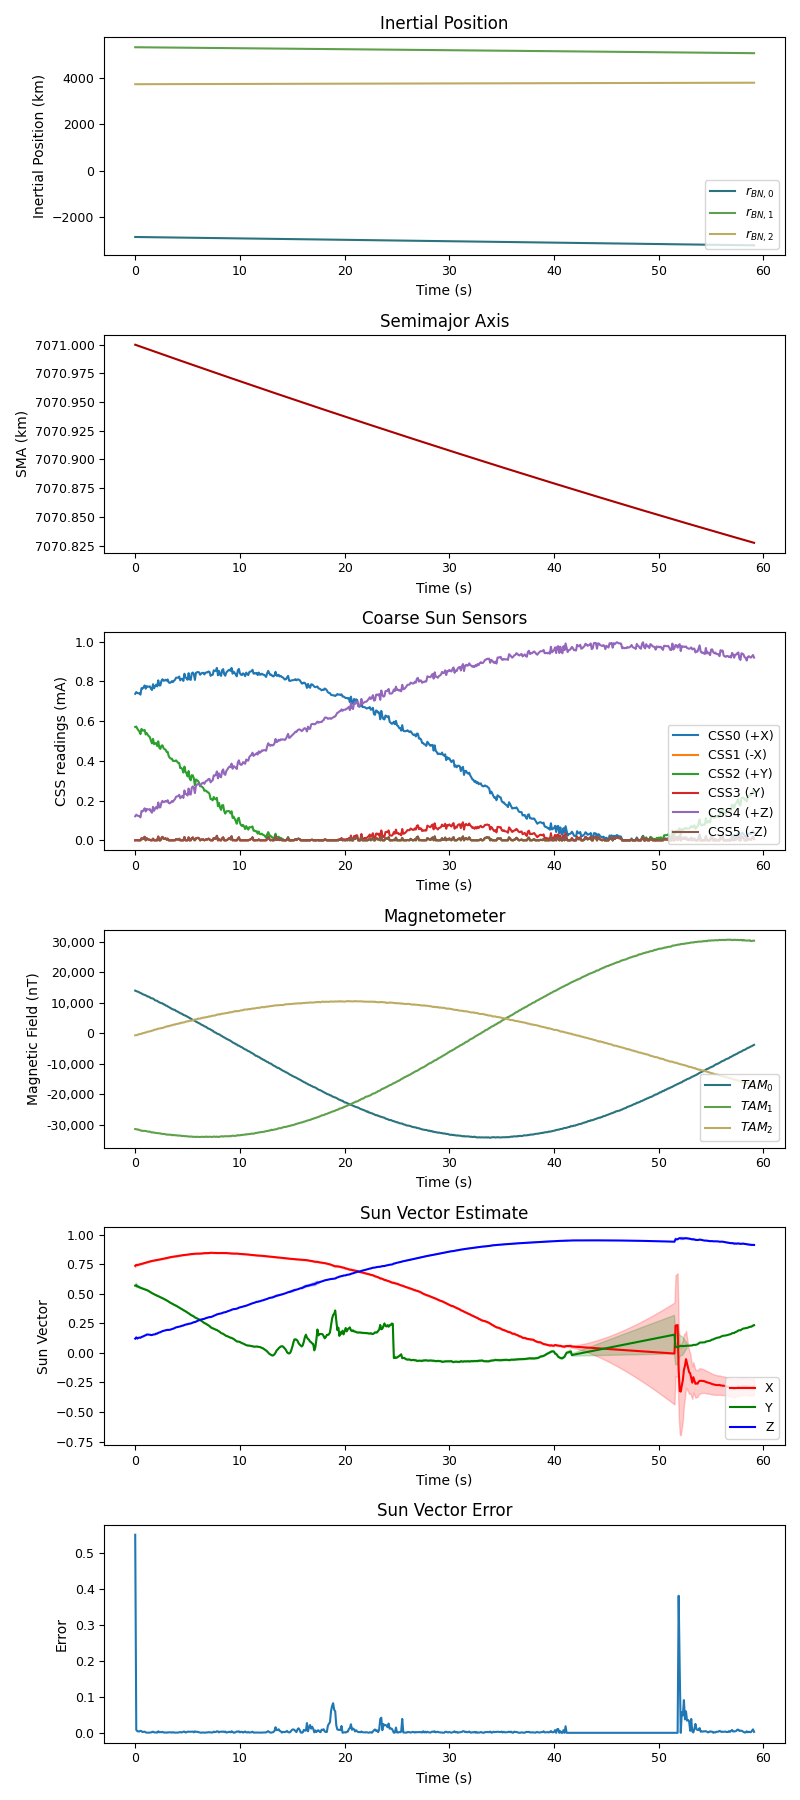 Inertial Position
Inertial Position (km)
4000
2000
0
−2000
r_BN,0
r_BN,1
r_BN,2
0 10 20 30 40 50 60
Time (s)
Semimajor Axis
SMA (km)
7071.000
7070.975
7070.950
7070.925
7070.900
7070.875
7070.850
7070.825
0 10 20 30 40 50 60
Time (s)
Coarse Sun Sensors
CSS readings (mA)
1.0
0.8
0.6
0.4
0.2
0.0
CSS0 (+X)
CSS1 (-X)
CSS2 (+Y)
CSS3 (-Y)
CSS4 (+Z)
CSS5 (-Z)
0 10 20 30 40 50 60
Time (s)
Magnetometer
Magnetic Field (nT)
30,000
20,000
10,000
0
-10,000
-20,000
-30,000
TAM_0
TAM_1
TAM_2
0 10 20 30 40 50 60
Time (s)
Sun Vector Estimate
Sun Vector
1.00
0.75
0.50
0.25
0.00
−0.25
−0.50
−0.75
X
Y
Z
0 10 20 30 40 50 60
Time (s)
Sun Vector Error
Error
0.5
0.4
0.3
0.2
0.1
0.0
0 10 20 30 40 50 60
Time (s)